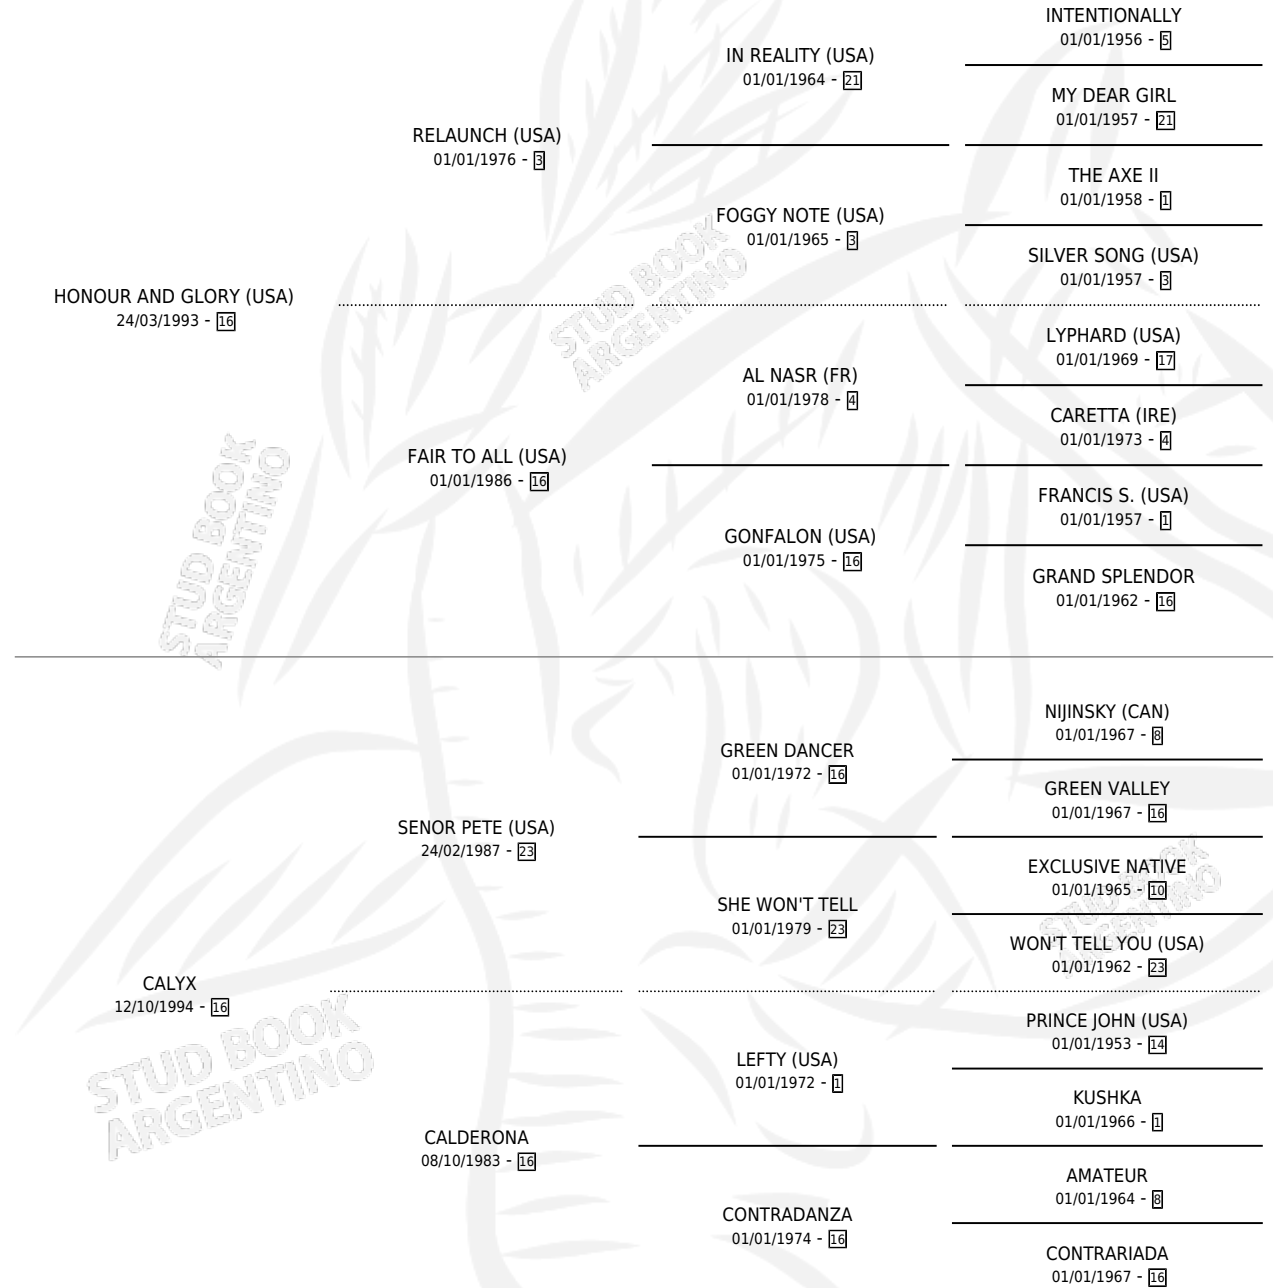 INTENTIONALLY
01/01/1956 - 5
IN REALITY (USA)
01/01/1964 - 21
MY DEAR GIRL
01/01/1957 - 21
RELAUNCH (USA)
01/01/1976 - 3
THE AXE II
01/01/1958 - 1
FOGGY NOTE (USA)
01/01/1965 - 3
SILVER SONG (USA)
01/01/1957 - 3
HONOUR AND GLORY (USA)
24/03/1993 - 16
LYPHARD (USA)
01/01/1969 - 17
AL NASR (FR)
01/01/1978 - 4
CARETTA (IRE)
01/01/1973 - 4
FAIR TO ALL (USA)
01/01/1986 - 16
FRANCIS S. (USA)
01/01/1957 - 1
GONFALON (USA)
01/01/1975 - 16
GRAND SPLENDOR
01/01/1962 - 16
NIJINSKY (CAN)
01/01/1967 - 8
GREEN DANCER
01/01/1972 - 16
GREEN VALLEY
01/01/1967 - 16
SENOR PETE (USA)
24/02/1987 - 23
EXCLUSIVE NATIVE
01/01/1965 - 10
SHE WON'T TELL
01/01/1979 - 23
WON'T TELL YOU (USA)
01/01/1962 - 23
CALYX
12/10/1994 - 16
PRINCE JOHN (USA)
01/01/1953 - 14
LEFTY (USA)
01/01/1972 - 1
KUSHKA
01/01/1966 - 1
CALDERONA
08/10/1983 - 16
AMATEUR
01/01/1964 - 8
CONTRADANZA
01/01/1974 - 16
CONTRARIADA
01/01/1967 - 16
STUD BOOK
ARGENTINO
STUD BOOK
ARGENTINO
STUD BOOK
ARGENTINO
STUD BOOK
ARGENTINO